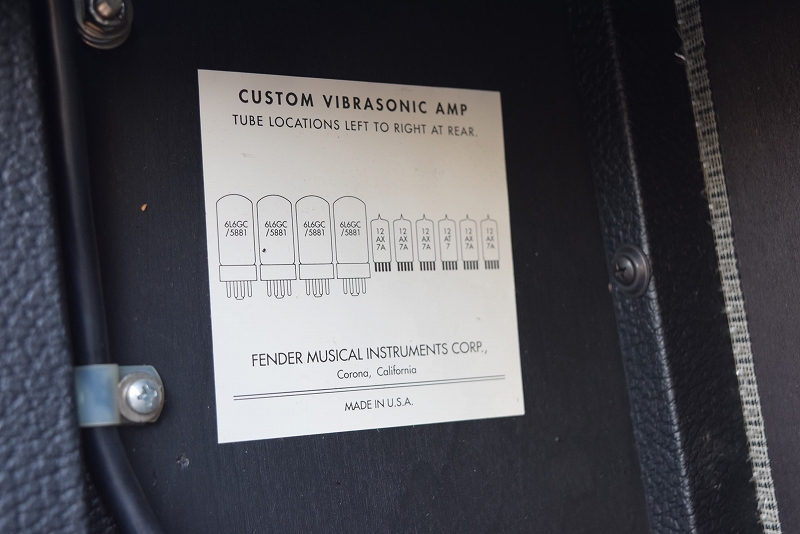 CUSTOM VIBRASONIC AMP
TUBE LOCATIONS LEFT TO RIGHT AT REAR.
6L6GC 6L6GC 6L6GC 6L6GC
/5881 /5881 /5881 /5881
12 12 12 12 12 12
AX AX AX AT AX AX
7A 7A 7A 7 7A 7A
FENDER MUSICAL INSTRUMENTS CORP.,
Corona, California
MADE IN U.S.A.